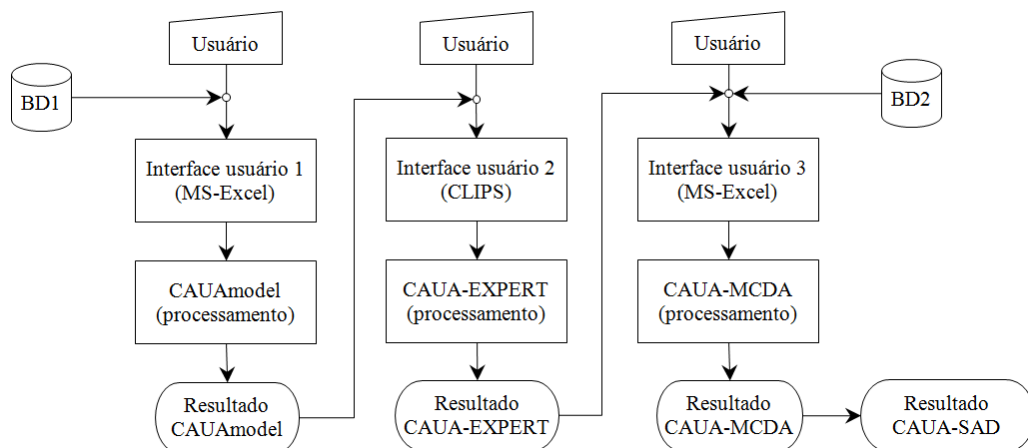 Usuário
Usuário
Usuário
BD1
BD2
Interface usuário 1
(MS-Excel)
Interface usuário 2
(CLIPS)
Interface usuário 3
(MS-Excel)
CAUAmodel
(processamento)
CAUA-EXPERT
(processamento)
CAUA-MCDA
(processamento)
Resultado
CAUAmodel
Resultado
CAUA-EXPERT
Resultado
CAUA-MCDA
Resultado
CAUA-SAD